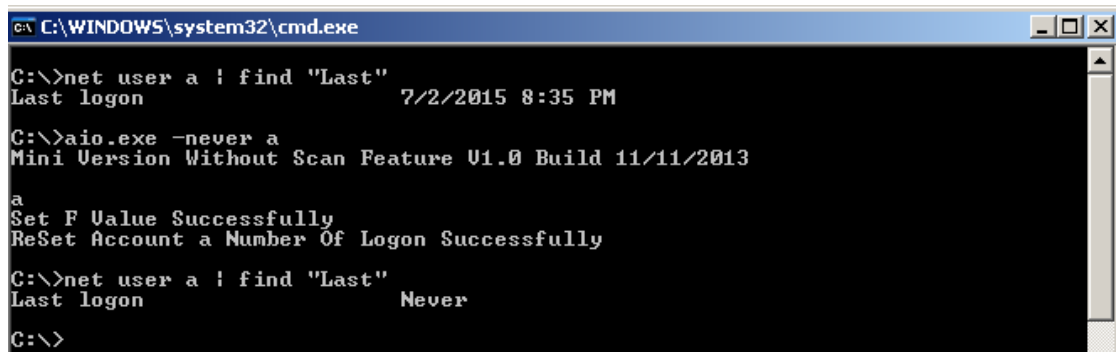 C:\WINDOWS\system32\cmd.exe
C:\>net user a ¦ find "Last"
Last logon                   7/2/2015 8:35 PM
C:\>aio.exe -never a
Mini Version Without Scan Feature V1.0 Build 11/11/2013
a
Set F Value Successfully
ReSet Account a Number Of Logon Successfully
C:\>net user a ¦ find "Last"
Last logon                   Never
C:\>